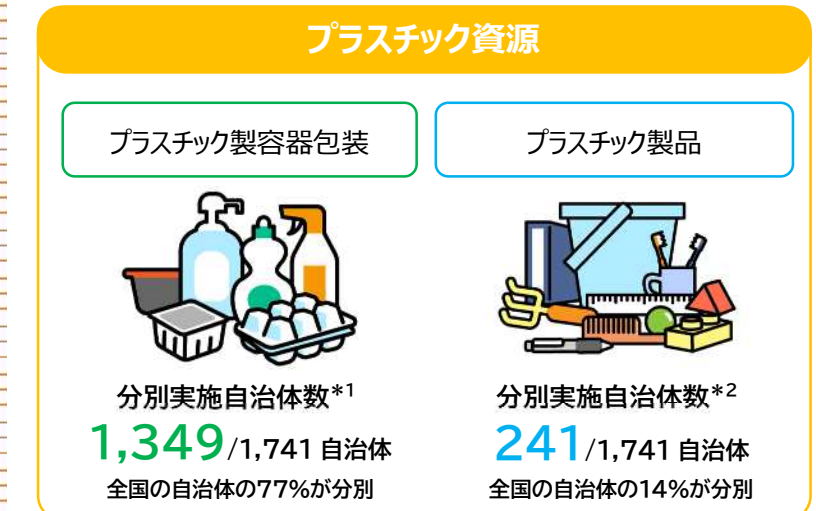 プラスチック資源
プラスチック製容器包装
プラスチック製品
分別実施自治体数*1
1,349/1,741 自治体
全国の自治体の77%が分別
分別実施自治体数*2
241/1,741 自治体
全国の自治体の14%が分別